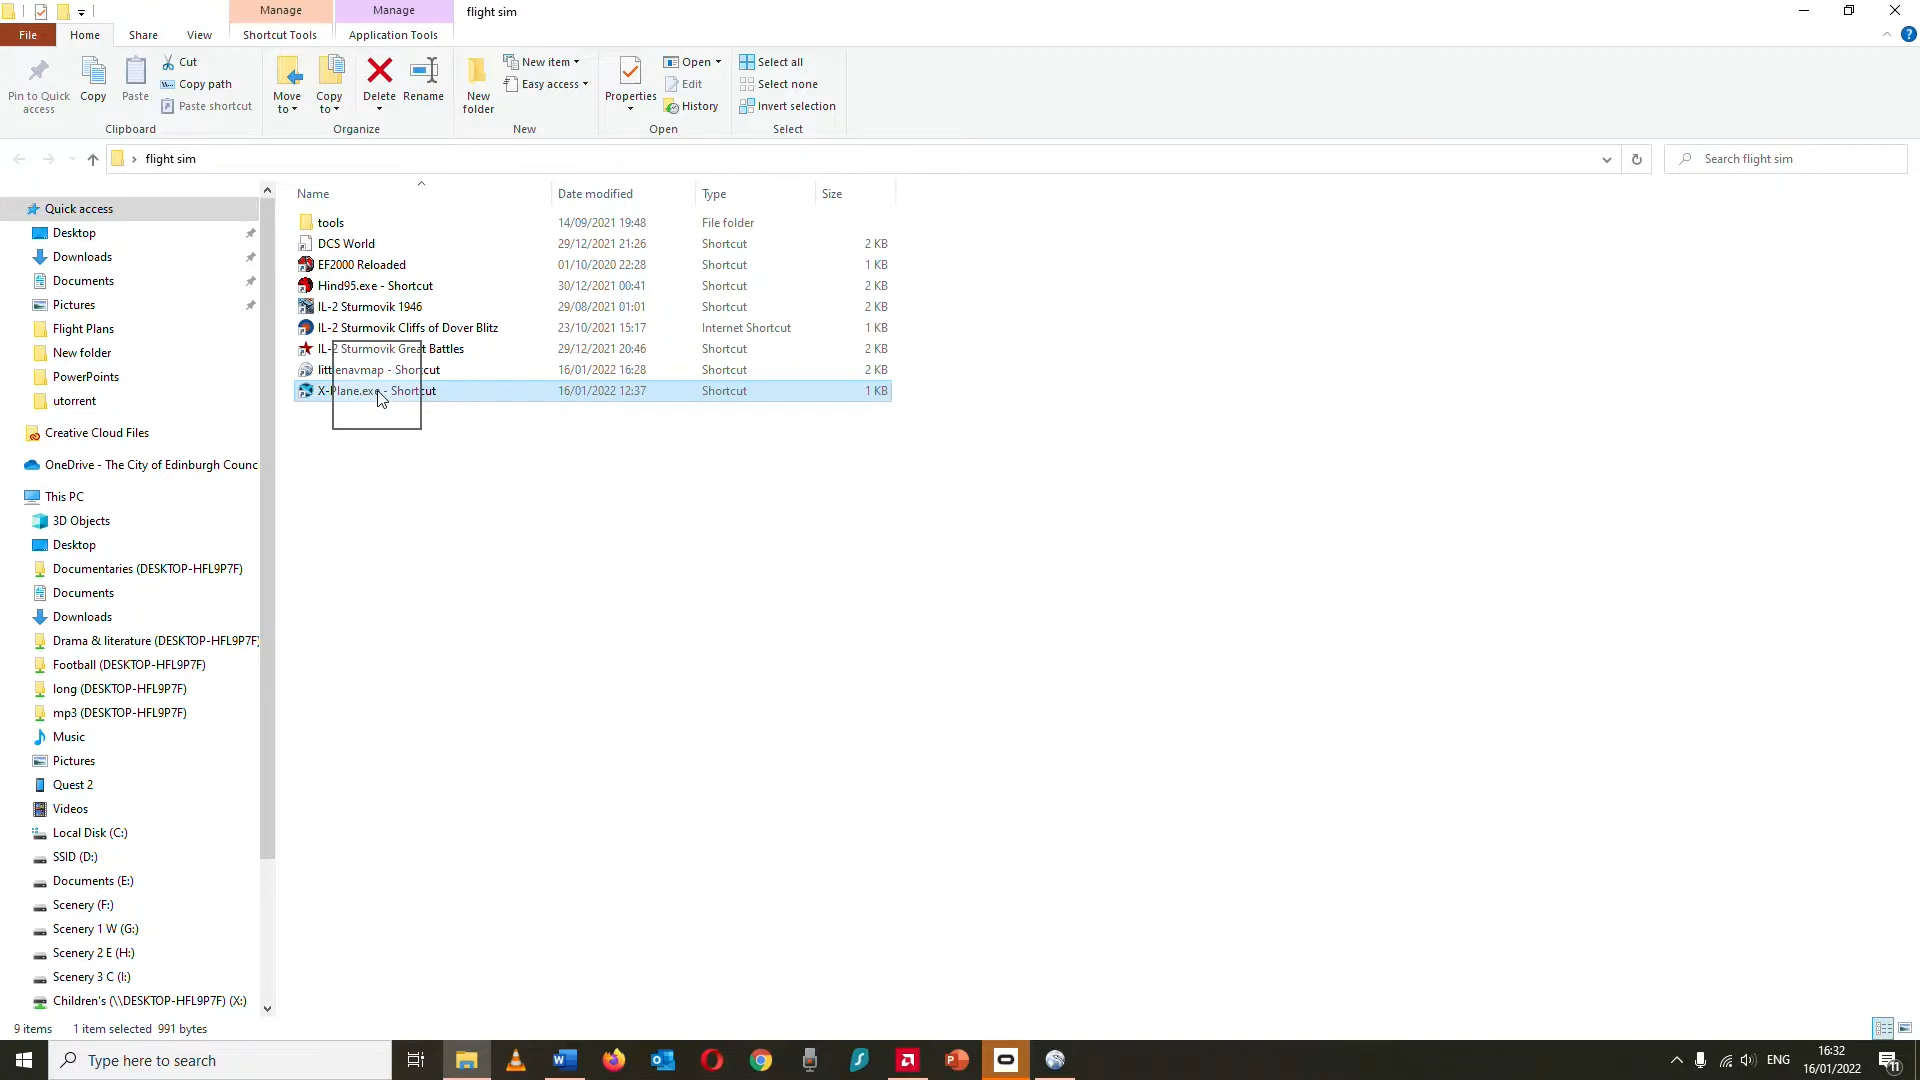 Manage
Manage
flight sim
File
Home
Share
View
Shortcut Tools
Application Tools
Pin to Quick access
Copy
Paste
Cut
Copy path
Paste shortcut
Clipboard
Move to
Copy to
Delete
Rename
Organize
New folder
New item
Easy access
New
Properties
Open
Edit
History
Open
Select all
Select none
Invert selection
Select
flight sim
Search flight sim
Name Date modified Type Size
tools 14/09/2021 19:48 File folder
DCS World 29/12/2021 21:26 Shortcut 2 KB
EF2000 Reloaded 01/10/2020 22:28 Shortcut 1 KB
Hind95.exe - Shortcut 30/12/2021 00:41 Shortcut 2 KB
IL-2 Sturmovik 1946 29/08/2021 01:01 Shortcut 2 KB
IL-2 Sturmovik Cliffs of Dover Blitz 23/10/2021 15:17 Internet Shortcut 1 KB
IL-2 Sturmovik Great Battles 29/12/2021 20:46 Shortcut 2 KB
littlenavmap - Shortcut 16/01/2022 16:28 Shortcut 2 KB
X-Plane.exe - Shortcut 16/01/2022 12:37 Shortcut 1 KB
Quick access
Desktop
Downloads
Documents
Pictures
Flight Plans
New folder
PowerPoints
utorrent
Creative Cloud Files
OneDrive - The City of Edinburgh Counc
This PC
3D Objects
Desktop
Documentaries (DESKTOP-HFL9P7F)
Documents
Downloads
Drama & literature (DESKTOP-HFL9P7F)
Football (DESKTOP-HFL9P7F)
long (DESKTOP-HFL9P7F)
mp3 (DESKTOP-HFL9P7F)
Music
Pictures
Quest 2
Videos
Local Disk (C:)
SSID (D:)
Documents (E:)
Scenery (F:)
Scenery 1 W (G:)
Scenery 2 E (H:)
Scenery 3 C (I:)
Children's (\\DESKTOP-HFL9P7F) (X:)
9 items 1 item selected 991 bytes
Type here to search
ENG
16:32
16/01/2022
11